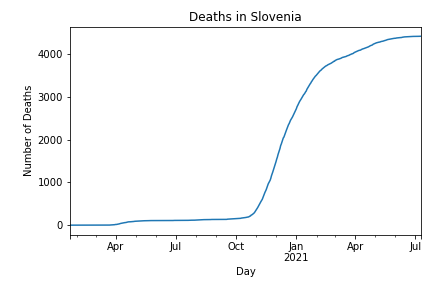 Deaths in Slovenia
Number of Deaths
4000
3000
2000
1000
0
Apr Jul Oct Jan Apr Jul
2021
Day